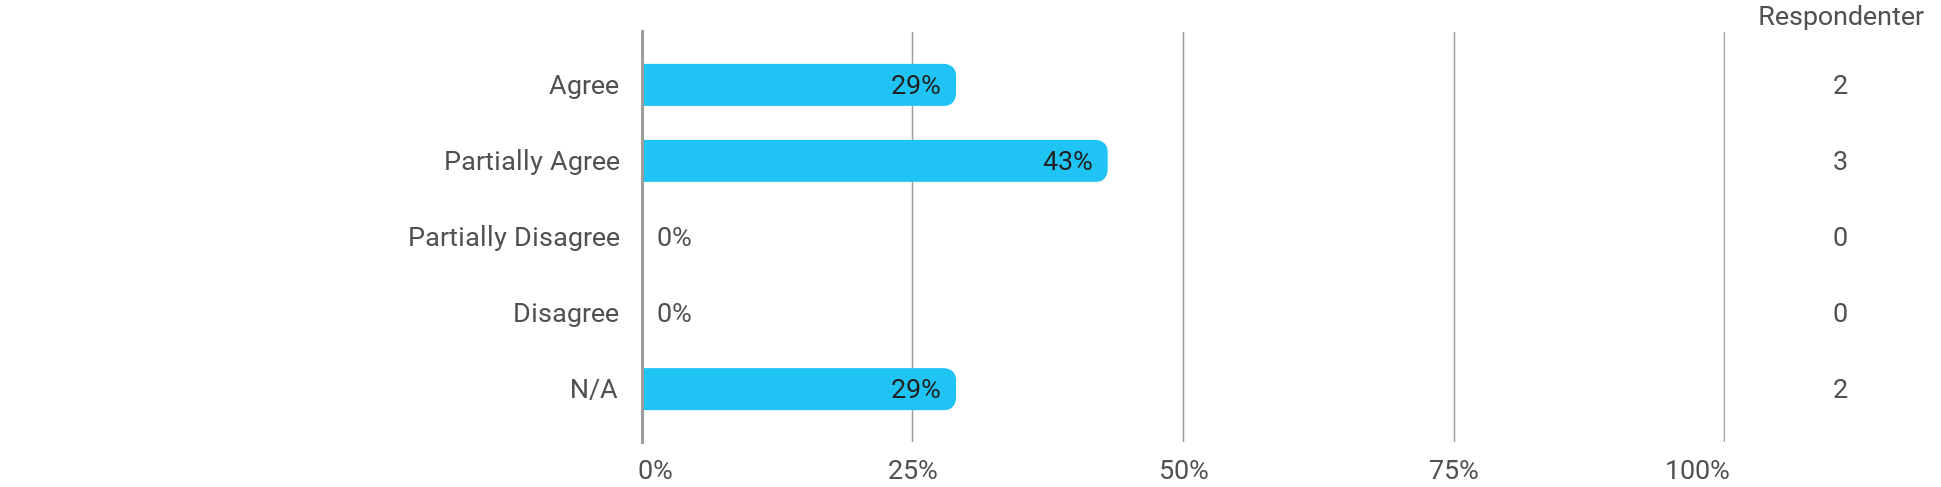 Respondenter
Agree 29% 2
Partially Agree 43% 3
Partially Disagree 0% 0
Disagree 0% 0
N/A 29% 2
0% 25% 50% 75% 100%